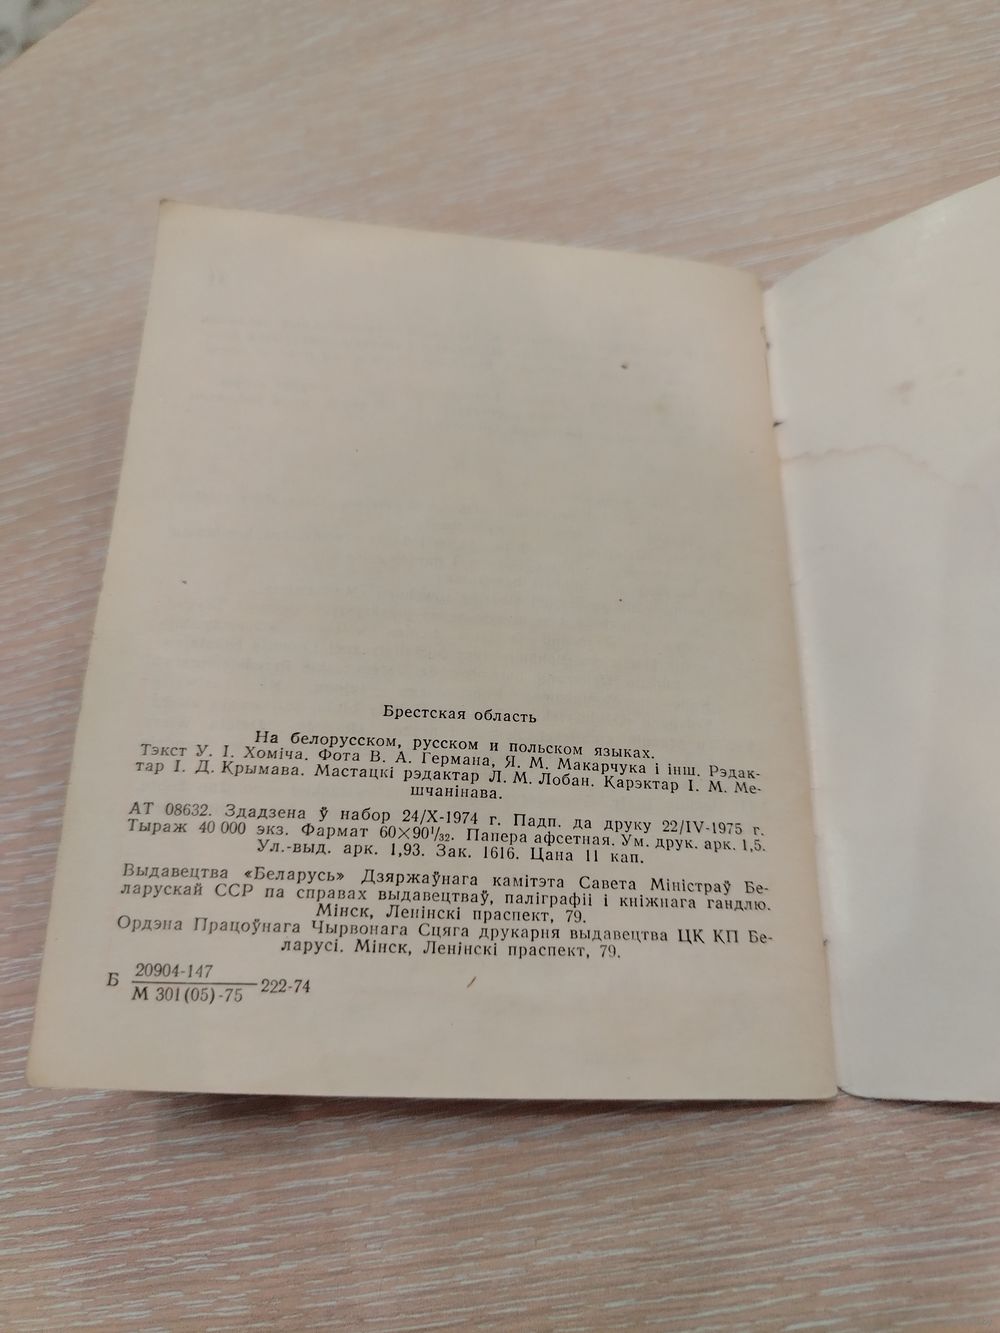 Брестская область
На белорусском, русском и польском языках.
Тэкст У. І. Хоміча. Фота В. А. Германа, Я. М. Макарчука і інш. Рэдак-
тар І. Д. Крымава. Мастацкі рэдактар Л. М. Лобан. Карэктар І. М. Ме-
шчанінава.
АТ 08632. Здадзена ў набор 24/X-1974 г. Падп. да друку 22/IV-1975 г.
Тыраж 40 000 экз. Фармат 60×90¹/₃₂. Папера афсетная. Ум. друк. арк. 1,5.
Ул.-выд. арк. 1,93. Зак. 1616. Цана 11 кап.
Выдавецтва «Беларусь» Дзяржаўнага камітэта Савета Міністраў Бе-
ларускай ССР па справах выдавецтваў, паліграфіі і кніжнага гандлю.
Мінск, Ленінскі праспект, 79.
Ордэна Працоўнага Чырвонага Сцяга друкарня выдавецтва ЦК КП Бе-
ларусі. Мінск, Ленінскі праспект, 79.
Б 20904-147
М 301(05)-75 222-74